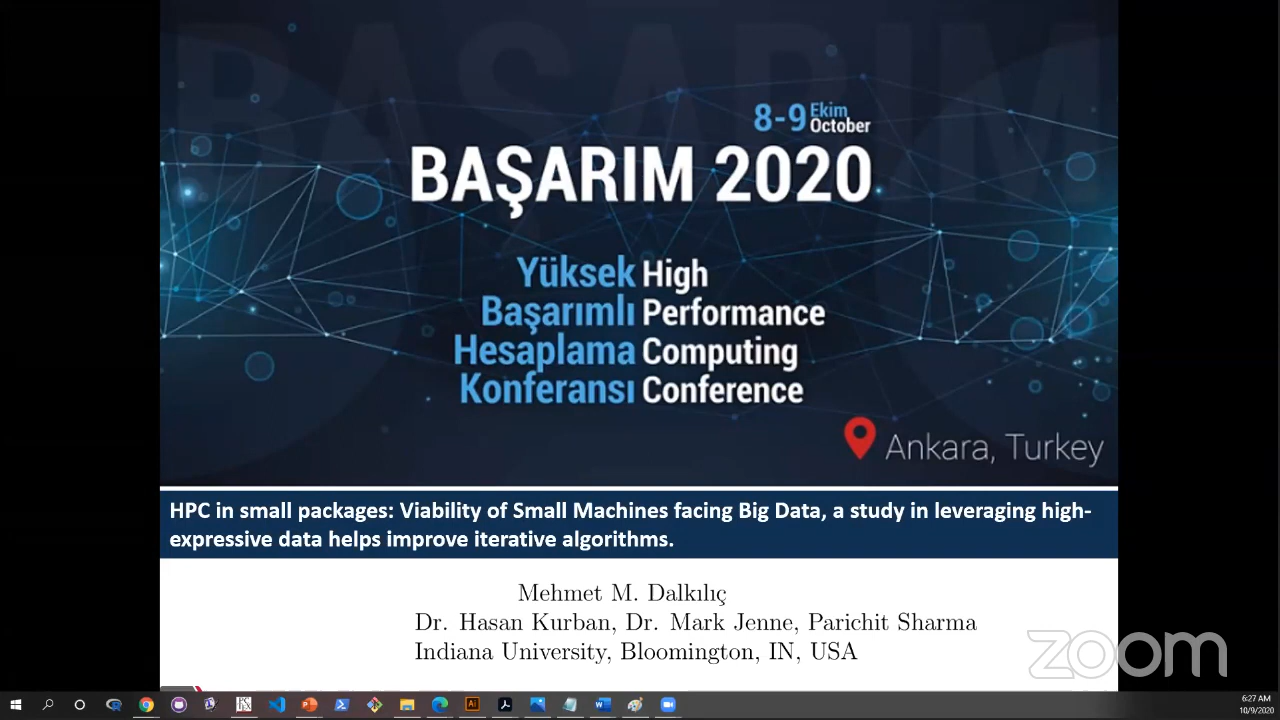 BAŞARIM
8-9 Ekim
October
BAŞARIM 2020
Yüksek High
Başarımlı Performance
Hesaplama Computing
Konferansı Conference
Ankara, Turkey
HPC in small packages: Viability of Small Machines facing Big Data, a study in leveraging high-
expressive data helps improve iterative algorithms.
Mehmet M. Dalkılıç
Dr. Hasan Kurban, Dr. Mark Jenne, Parichit Sharma
Indiana University, Bloomington, IN, USA
zoom
6:27 AM
10/9/2020